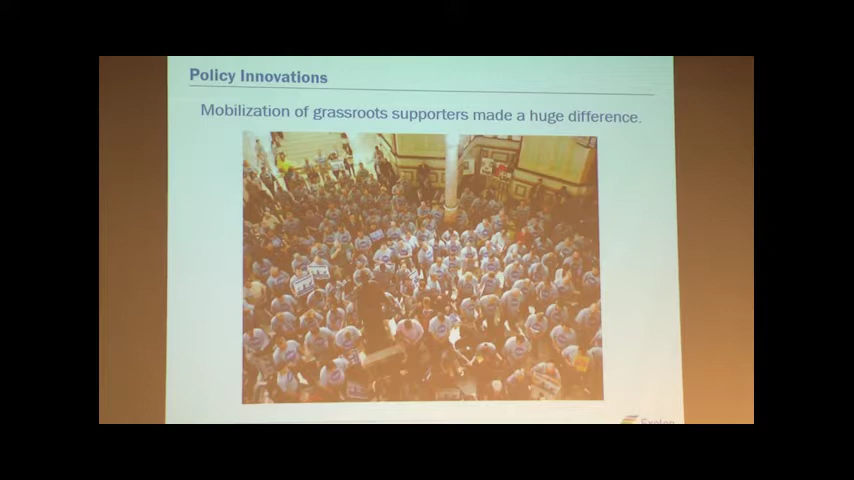 Policy Innovations
Mobilization of grassroots supporters made a huge difference.